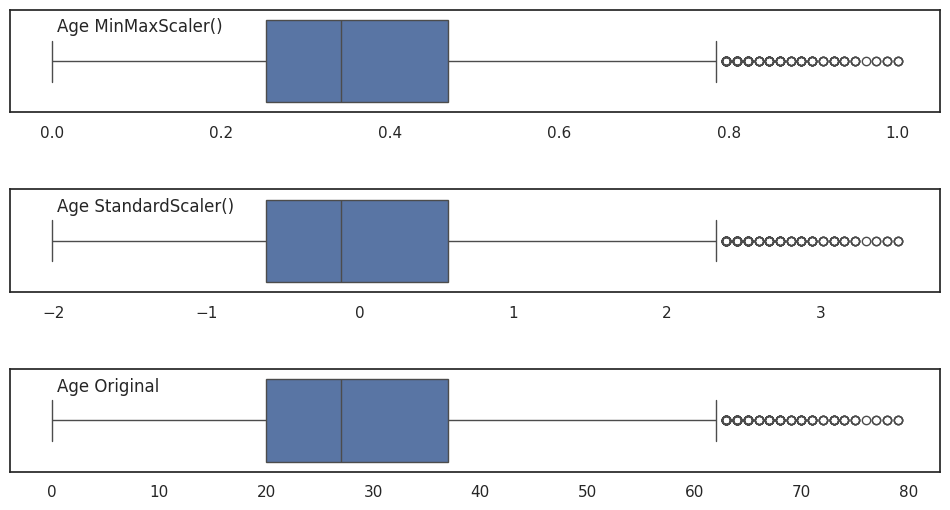 Age MinMaxScaler()
0.0 0.2 0.4 0.6 0.8 1.0
Age StandardScaler()
−2 −1 0 1 2 3
Age Original
0 10 20 30 40 50 60 70 80